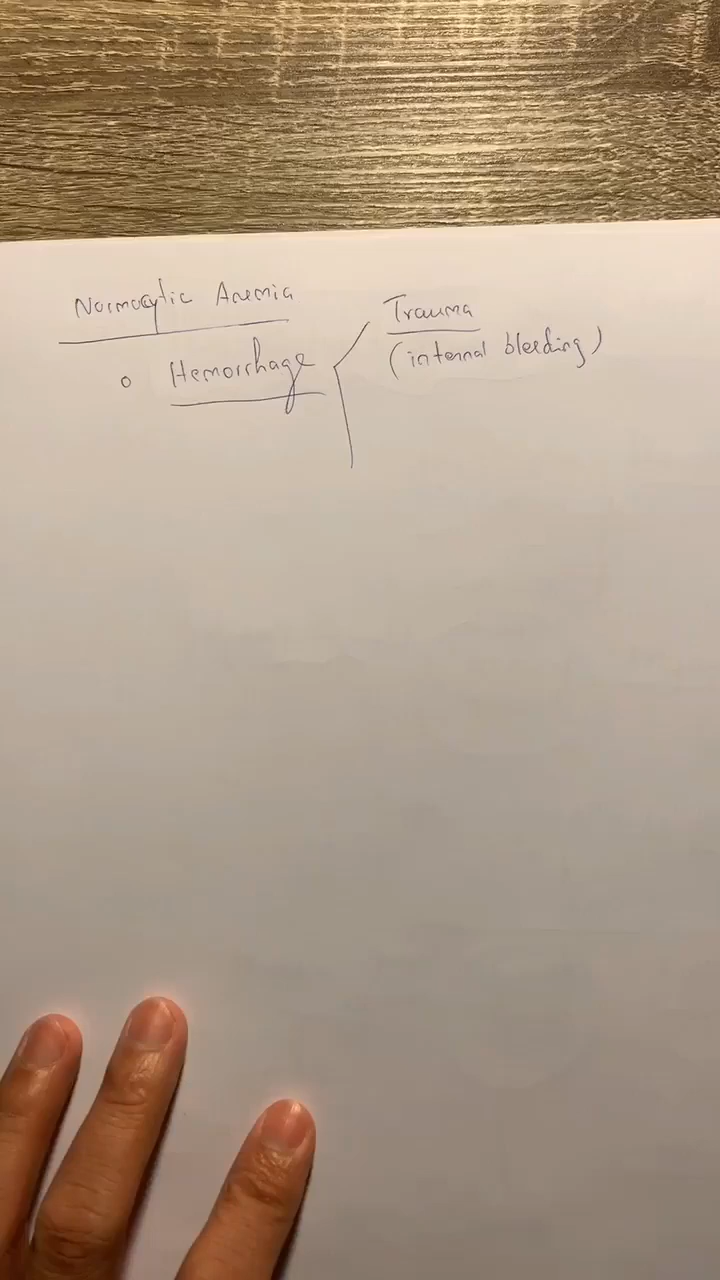 Normocytic Anemia
Trauma
o Hemorrhage
(internal bleeding)